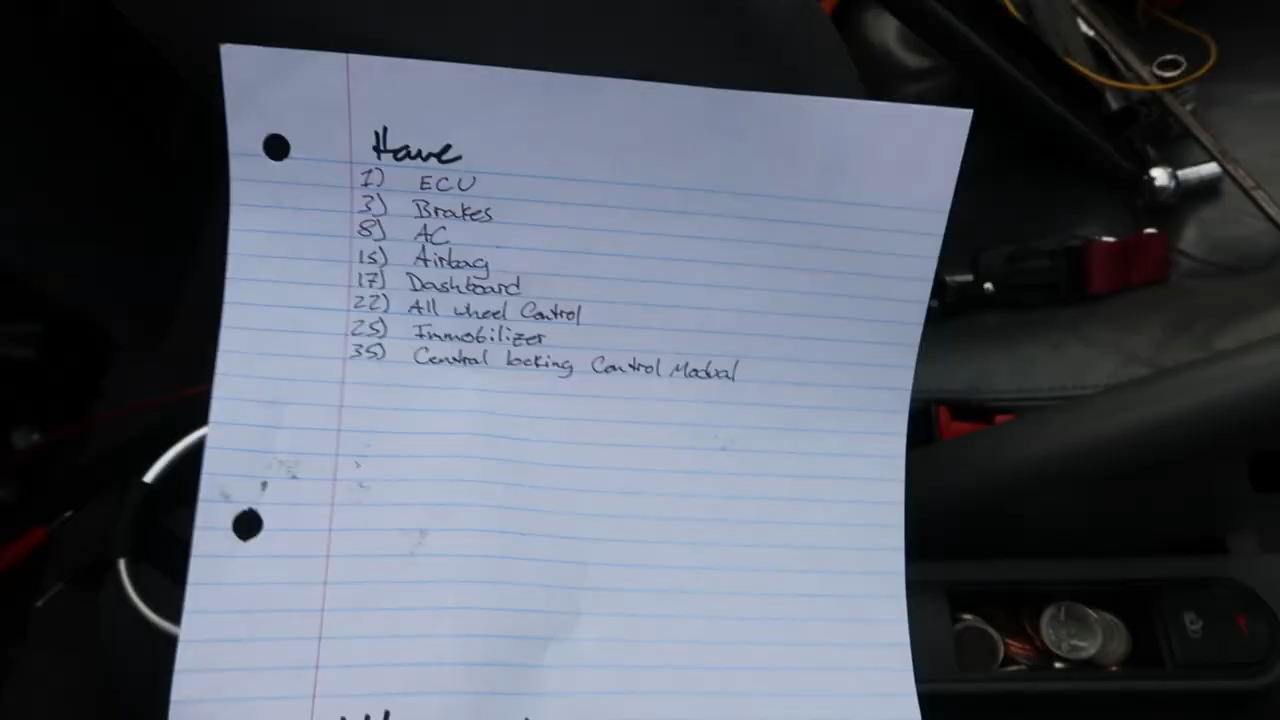 Have
1) ECU
3) Brakes
8) AC
15) Airbag
17) Dashboard
22) All wheel Control
25) Immobilizer
35) Central locking Control Modual